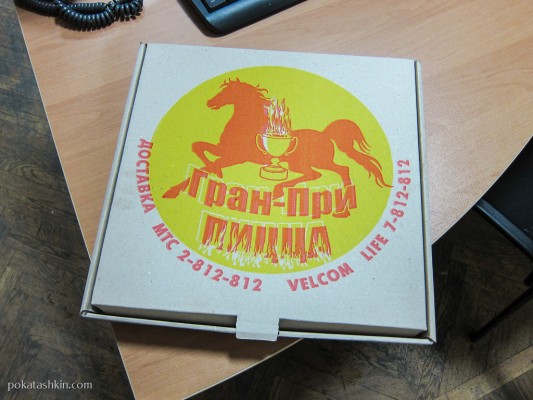 Гран-При
ПИЦЦА
ДОСТАВКА МТС 2-812-812 VELCOM LIFE 7-812-812
pokatashkin.com